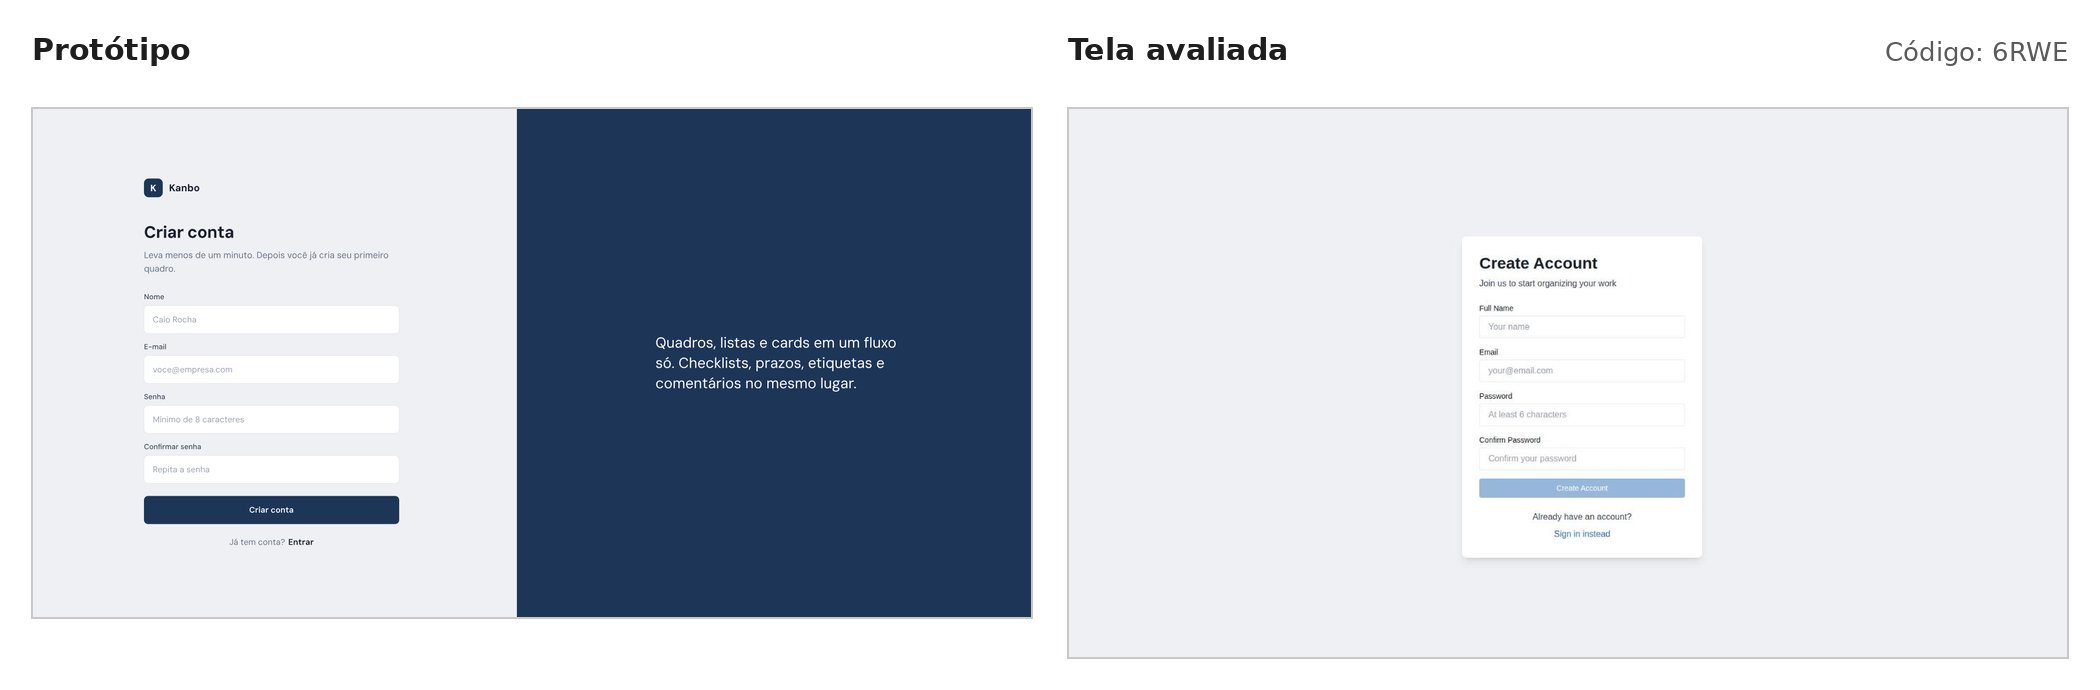 Protótipo
K Kanbo
Criar conta
Leva menos de um minuto. Depois você já cria seu primeiro
quadro.
Nome
Caio Rocha
E-mail
voce@empresa.com
Senha
Mínimo de 8 caracteres
Confirmar senha
Repita a senha
Criar conta
Já tem conta? Entrar
Quadros, listas e cards em um fluxo
só. Checklists, prazos, etiquetas e
comentários no mesmo lugar.
Tela avaliada
Código: 6RWE
Create Account
Join us to start organizing your work
Full Name
Your name
Email
your@email.com
Password
At least 6 characters
Confirm Password
Confirm your password
Create Account
Already have an account?
Sign in instead